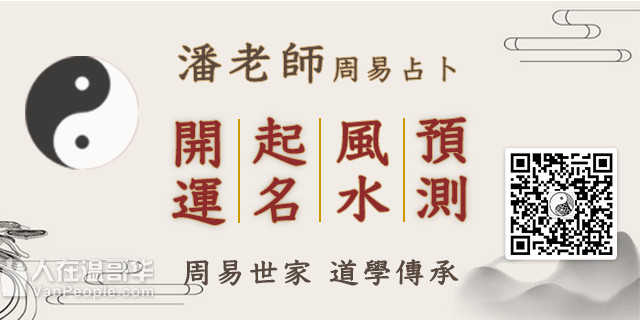 潘老師周易占卜
開運
起名
風水
預測
周易世家 道學傳承
人在温哥华
VanPeople.com